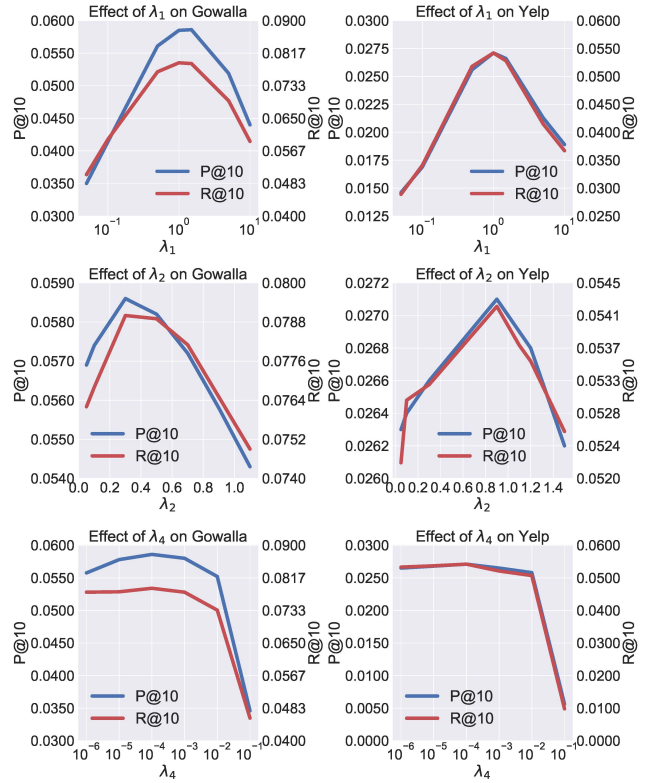 Effect of λ1 on Gowalla
0.0600
0.0550
0.0500
0.0450
0.0400
0.0350
0.0300
P@10
0.0900
0.0817
0.0733
0.0650
0.0567
0.0483
0.0400
R@10
P@10
R@10
10−1
100
101
λ1
Effect of λ1 on Yelp
0.0300
0.0275
0.0250
0.0225
0.0200
0.0175
0.0150
0.0125
P@10
0.0600
0.0550
0.0500
0.0450
0.0400
0.0350
0.0300
0.0250
R@10
P@10
R@10
10−1
100
101
λ1
Effect of λ2 on Gowalla
0.0590
0.0580
0.0570
0.0560
0.0550
0.0540
P@10
0.0800
0.0788
0.0776
0.0764
0.0752
0.0740
R@10
P@10
R@10
0.0 0.2 0.4 0.6 0.8 1.0
λ2
Effect of λ2 on Yelp
0.0272
0.0270
0.0268
0.0266
0.0264
0.0262
0.0260
P@10
0.0545
0.0541
0.0537
0.0533
0.0528
0.0524
0.0520
R@10
P@10
R@10
0.0 0.2 0.4 0.6 0.8 1.0 1.2 1.4
λ2
Effect of λ4 on Gowalla
0.0600
0.0550
0.0500
0.0450
0.0400
0.0350
0.0300
P@10
0.0900
0.0817
0.0733
0.0650
0.0567
0.0483
0.0400
R@10
P@10
R@10
10−6 10−5 10−4 10−3 10−2 10−1
λ4
Effect of λ4 on Yelp
0.0300
0.0250
0.0200
0.0150
0.0100
0.0050
0.0000
P@10
0.0600
0.0500
0.0400
0.0300
0.0200
0.0100
0.0000
R@10
P@10
R@10
10−6 10−5 10−4 10−3 10−2 10−1
λ4